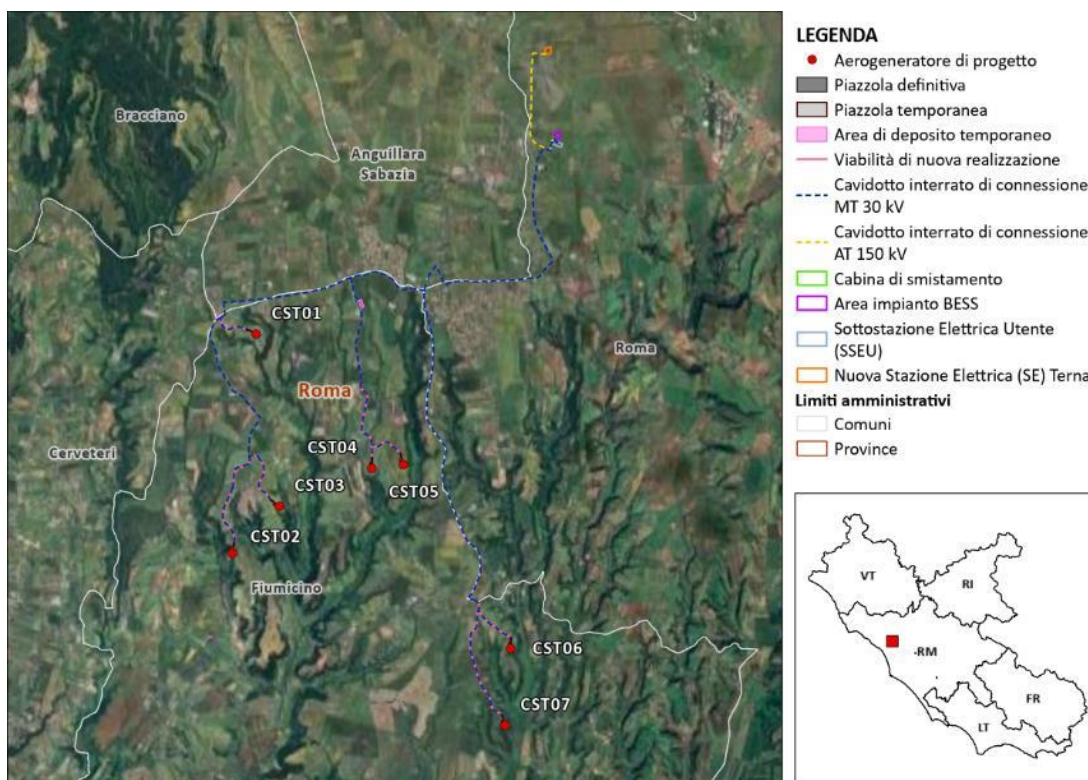 Bracciano
Anguillara
Sabazia
CST01
Roma
Roma
Cerveteri
CST04
CST03
CST05
CST02
Fiumicino
CST06
CST07
LEGENDA
Aerogeneratore di progetto
Piazzola definitiva
Piazzola temporanea
Area di deposito temporaneo
Viabilità di nuova realizzazione
Cavidotto interrato di connessione
MT 30 kV
Cavidotto interrato di connessione
AT 150 kV
Cabina di smistamento
Area impianto BESS
Sottostazione Elettrica Utente
(SSEU)
Nuova Stazione Elettrica (SE) Terna
Limiti amministrativi
Comuni
Province
VT
RI
-RM
FR
LT